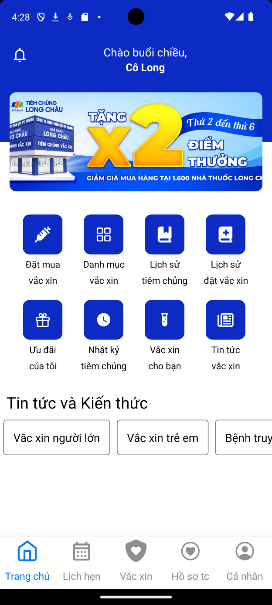 4:28
Chào buổi chiều,
Cô Long
TIÊM CHỦNG
LONG CHÂU
TẶNG
x2
Thứ 2 đến thứ 6
ĐIỂM
THƯỞNG
GIẢM GIÁ MUA HÀNG TẠI 1.600 NHÀ THUỐC LONG
Đặt mua
vắc xin
Danh mục
vắc xin
Lịch sử
tiêm chủng
Lịch sử
đặt vắc xin
Ưu đãi
của tôi
Nhật ký
tiêm chủng
Vắc xin
cho bạn
Tin tức
vắc xin
Tin tức và Kiến thức
Vắc xin người lớn
Vắc xin trẻ em
Bệnh truy
Trang chủ
Lịch hẹn
Vắc xin
Hồ sơ tc
Cá nhân